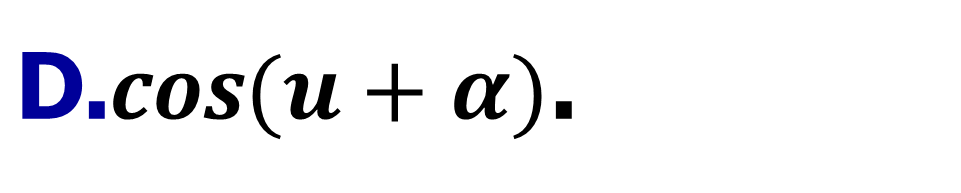 D.cos(u + α).